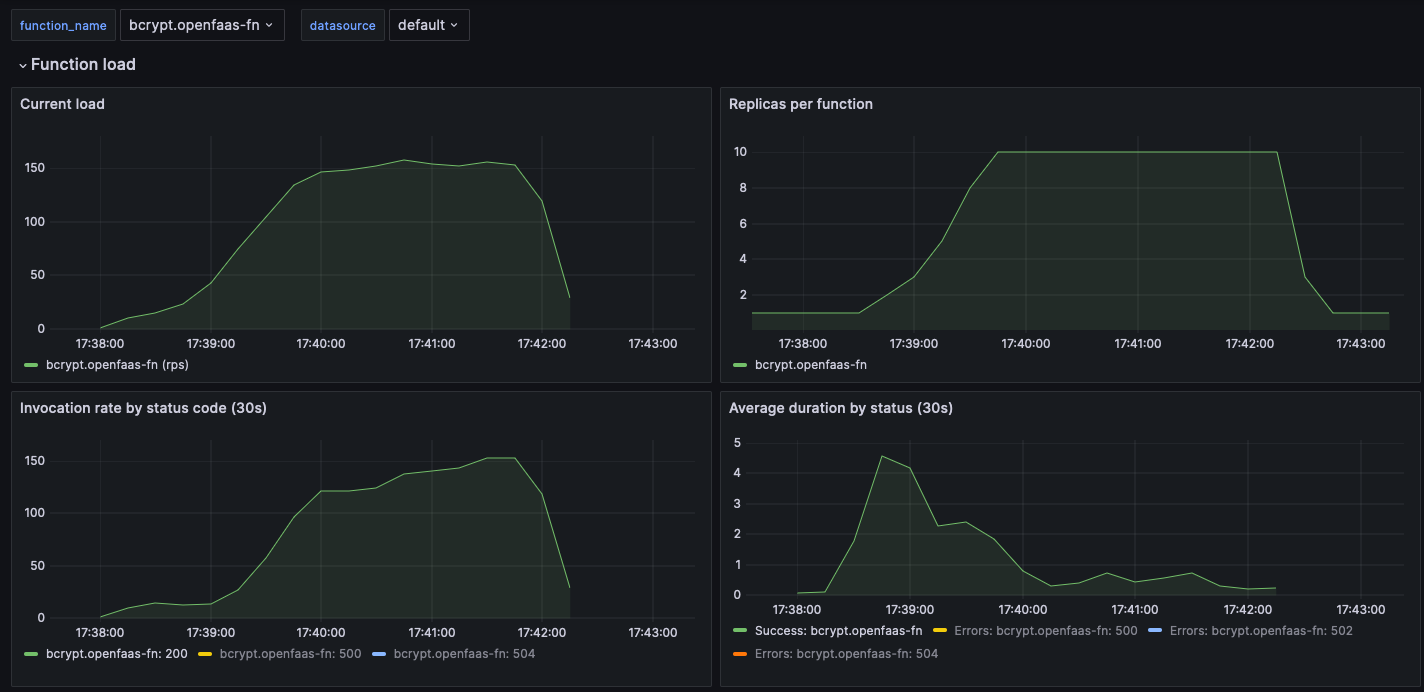 function_name bcrypt.openfaas-fn datasource default
Function load
Current load
150
100
50
0
17:38:00 17:39:00 17:40:00 17:41:00 17:42:00 17:43:00
bcrypt.openfaas-fn (rps)
Replicas per function
10
8
6
4
2
17:38:00 17:39:00 17:40:00 17:41:00 17:42:00 17:43:00
bcrypt.openfaas-fn
Invocation rate by status code (30s)
150
100
50
0
17:38:00 17:39:00 17:40:00 17:41:00 17:42:00 17:43:00
bcrypt.openfaas-fn: 200 bcrypt.openfaas-fn: 500 bcrypt.openfaas-fn: 504
Average duration by status (30s)
5
4
3
2
1
0
17:38:00 17:39:00 17:40:00 17:41:00 17:42:00 17:43:00
Success: bcrypt.openfaas-fn Errors: bcrypt.openfaas-fn: 500 Errors: bcrypt.openfaas-fn: 502
Errors: bcrypt.openfaas-fn: 504